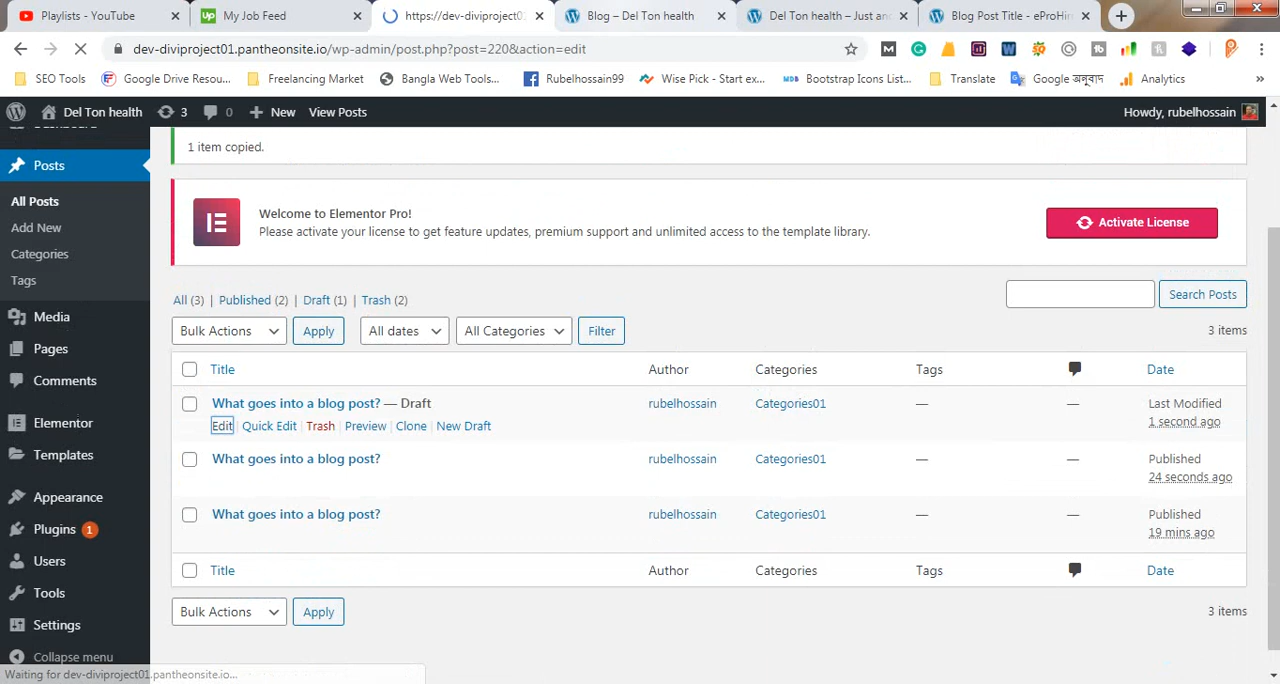 Playlists - YouTube
My Job Feed
https://dev-diviproject0
Blog – Del Ton health
Del Ton health – Just an
Blog Post Title - eProHir
dev-diviproject01.pantheonsite.io/wp-admin/post.php?post=220&action=edit
SEO Tools
Google Drive Resou...
Freelancing Market
Bangla Web Tools...
Rubelhossain99
Wise Pick - Start ex...
Bootstrap Icons List...
Translate
Google অনুবাদ
Analytics
»
Del Ton health
3
0
New
View Posts
Howdy, rubelhossain
Posts
All Posts
Add New
Categories
Tags
Media
Pages
Comments
Elementor
Templates
Appearance
Plugins 1
Users
Tools
Settings
Collapse menu
1 item copied.
Welcome to Elementor Pro!
Please activate your license to get feature updates, premium support and unlimited access to the template library.
Activate License
All (3) | Published (2) | Draft (1) | Trash (2)
Search Posts
Bulk Actions
Apply
All dates
All Categories
Filter
3 items
Title Author Categories Tags Date
What goes into a blog post? — Draft rubelhossain Categories01 — — Last Modified
Edit | Quick Edit | Trash | Preview | Clone | New Draft 1 second ago
What goes into a blog post? rubelhossain Categories01 — — Published
24 seconds ago
What goes into a blog post? rubelhossain Categories01 — — Published
19 mins ago
Title Author Categories Tags Date
Bulk Actions
Apply
3 items
Waiting for dev-diviproject01.pantheonsite.io...